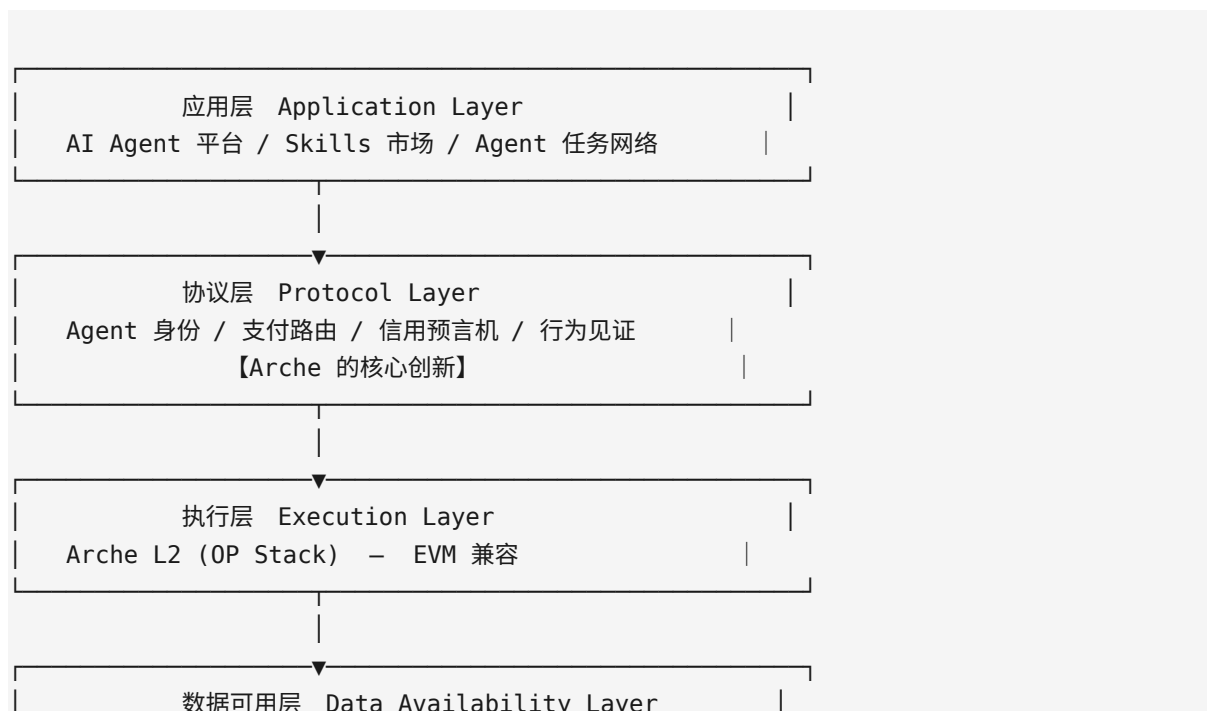 应用层 Application Layer
AI Agent 平台 / Skills 市场 / Agent 任务网络
协议层 Protocol Layer
Agent 身份 / 支付路由 / 信用预言机 / 行为见证
【Arche 的核心创新】
执行层 Execution Layer
Arche L2 (OP Stack) — EVM 兼容
数据可用层 Data Availability Layer